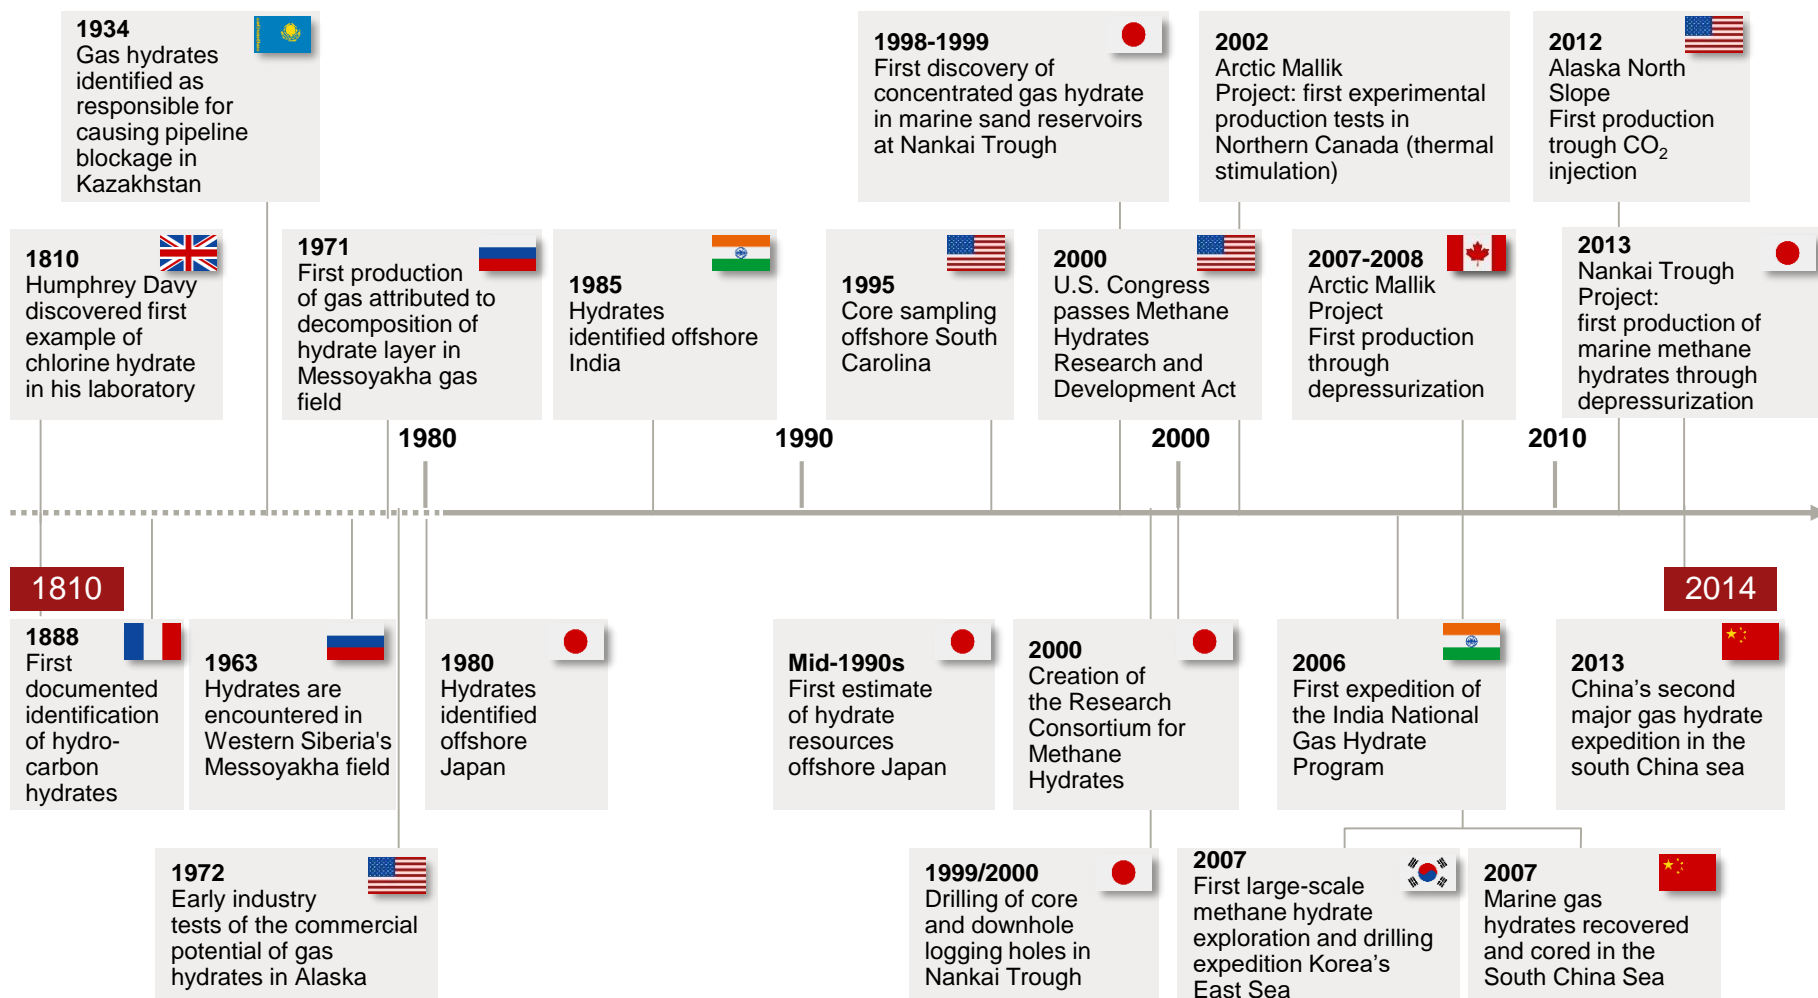 1934
Gas hydrates
identified as
responsible for
causing pipeline
blockage in
Kazakhstan
1998-1999
First discovery of
concentrated gas hydrate
in marine sand reservoirs
at Nankai Trough
2002
Arctic Mallik
Project: first experimental
production tests in
Northern Canada (thermal
stimulation)
2012
Alaska North
Slope
First production
trough CO₂
injection
1810
Humphrey Davy
discovered first
example of
chlorine hydrate
in his laboratory
1971
First production
of gas attributed to
decomposition of
hydrate layer in
Messoyakha gas
field
1985
Hydrates
identified offshore
India
1995
Core sampling
offshore South
Carolina
2000
U.S. Congress
passes Methane
Hydrates
Research and
Development Act
2007-2008
Arctic Mallik
Project
First production
through
depressurization
2013
Nankai Trough
Project:
first production of
marine methane
hydrates through
depressurization
1980
1990
2000
2010
1810
2014
1888
First
documented
identification
of hydro-
carbon
hydrates
1963
Hydrates are
encountered in
Western Siberia's
Messoyakha field
1980
Hydrates
identified
offshore
Japan
Mid-1990s
First estimate
of hydrate
resources
offshore Japan
2000
Creation of
the Research
Consortium for
Methane
Hydrates
2006
First expedition of
the India National
Gas Hydrate
Program
2013
China’s second
major gas hydrate
expedition in the
south China sea
1972
Early industry
tests of the commercial
potential of gas
hydrates in Alaska
1999/2000
Drilling of core
and downhole
logging holes in
Nankai Trough
2007
First large-scale
methane hydrate
exploration and drilling
expedition Korea’s
East Sea
2007
Marine gas
hydrates recovered
and cored in the
South China Sea